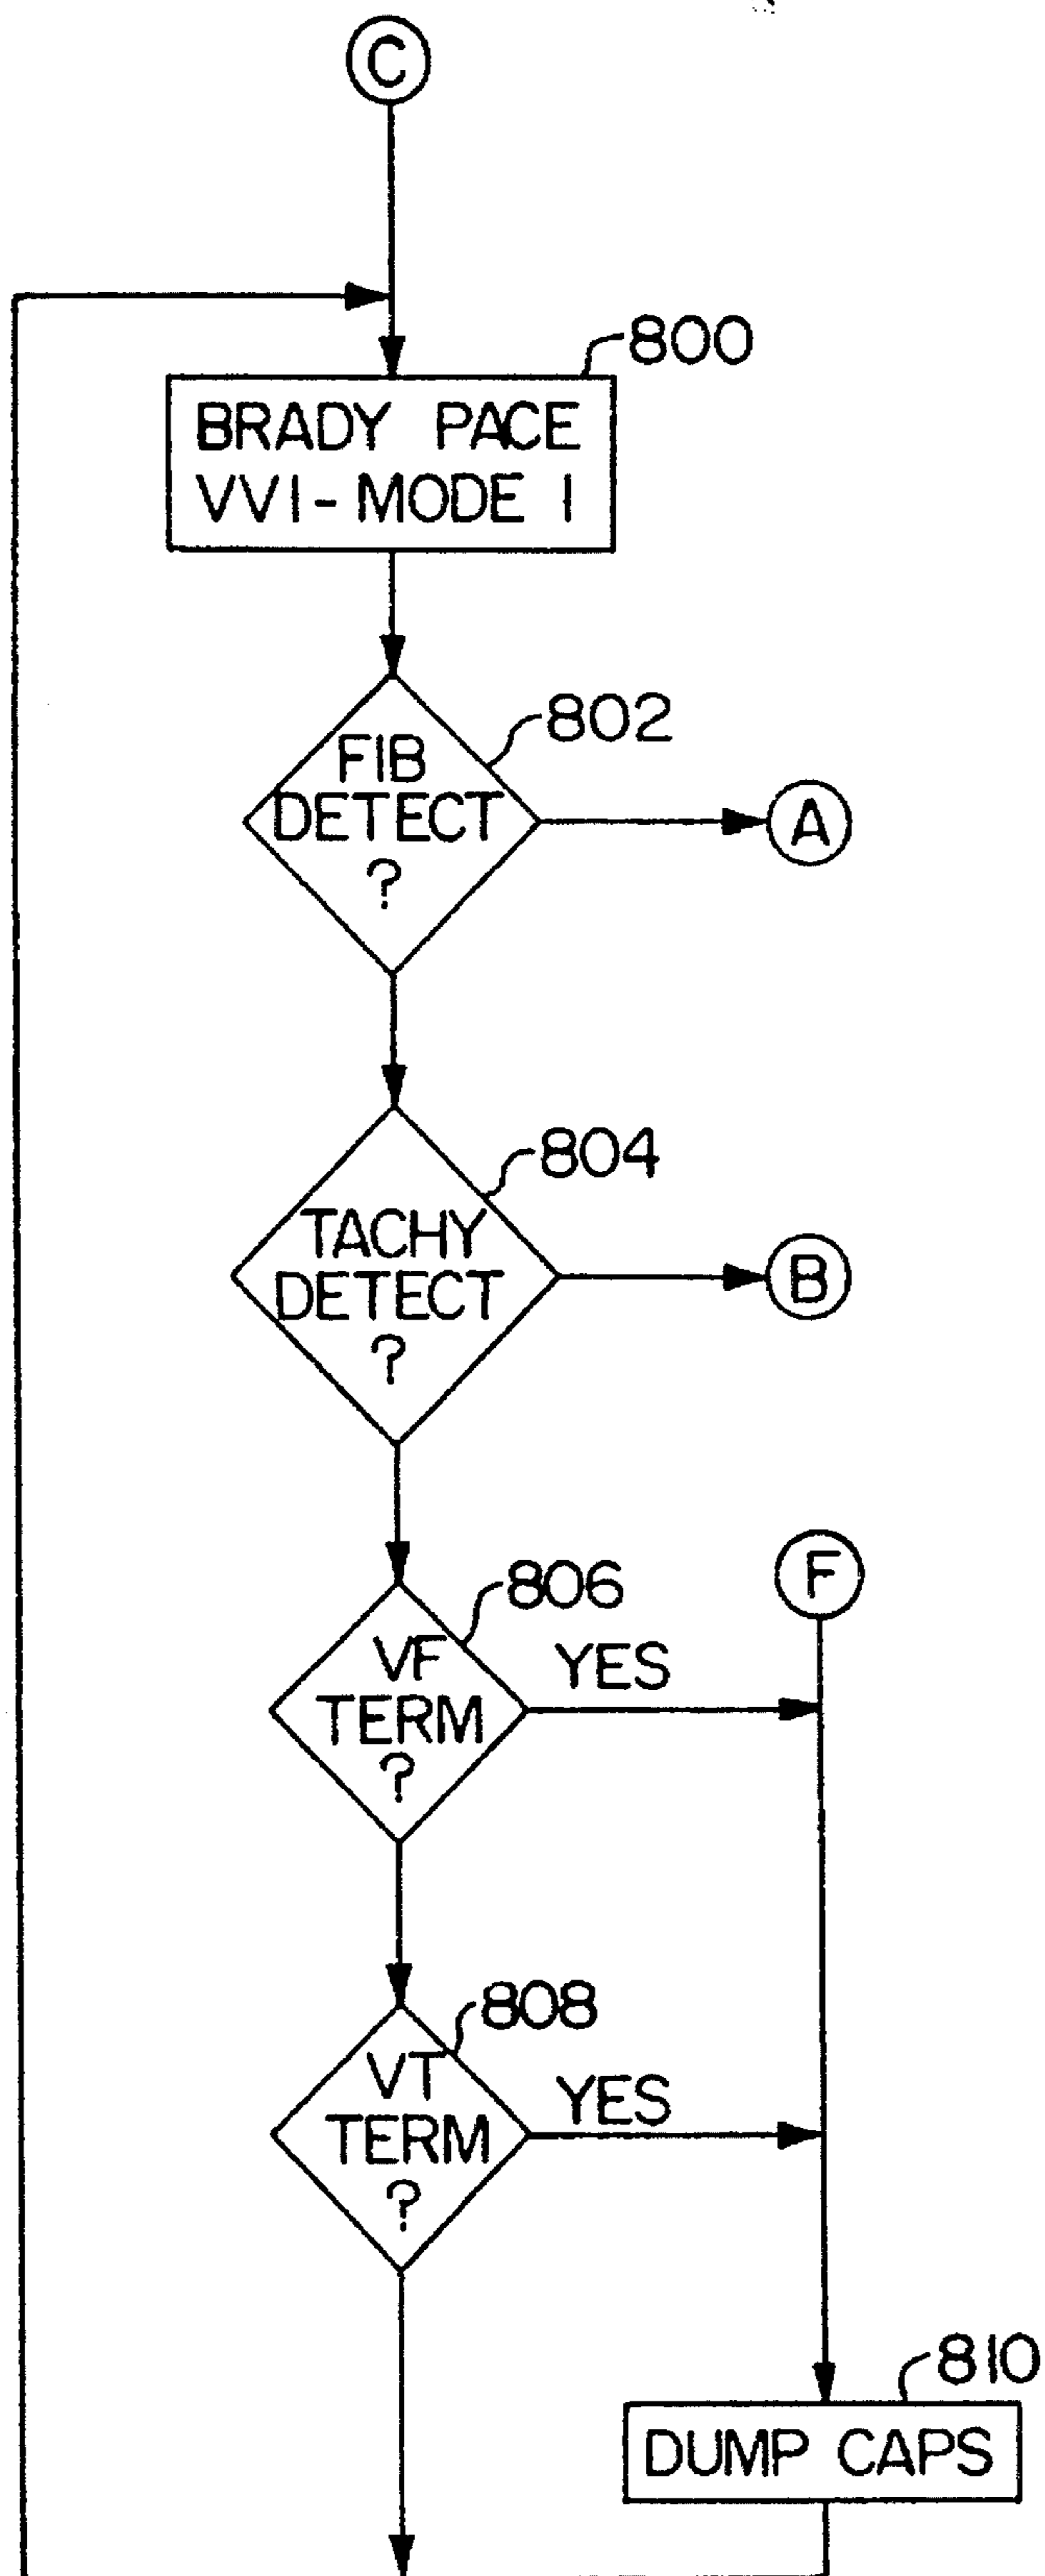 C
800
BRADY PACE
VVI-MODE 1
802
FIB
DETECT
?
A
804
TACHY
DETECT
?
B
806
VF
TERM
?
YES
F
808
VT
TERM
?
YES
810
DUMP CAPS